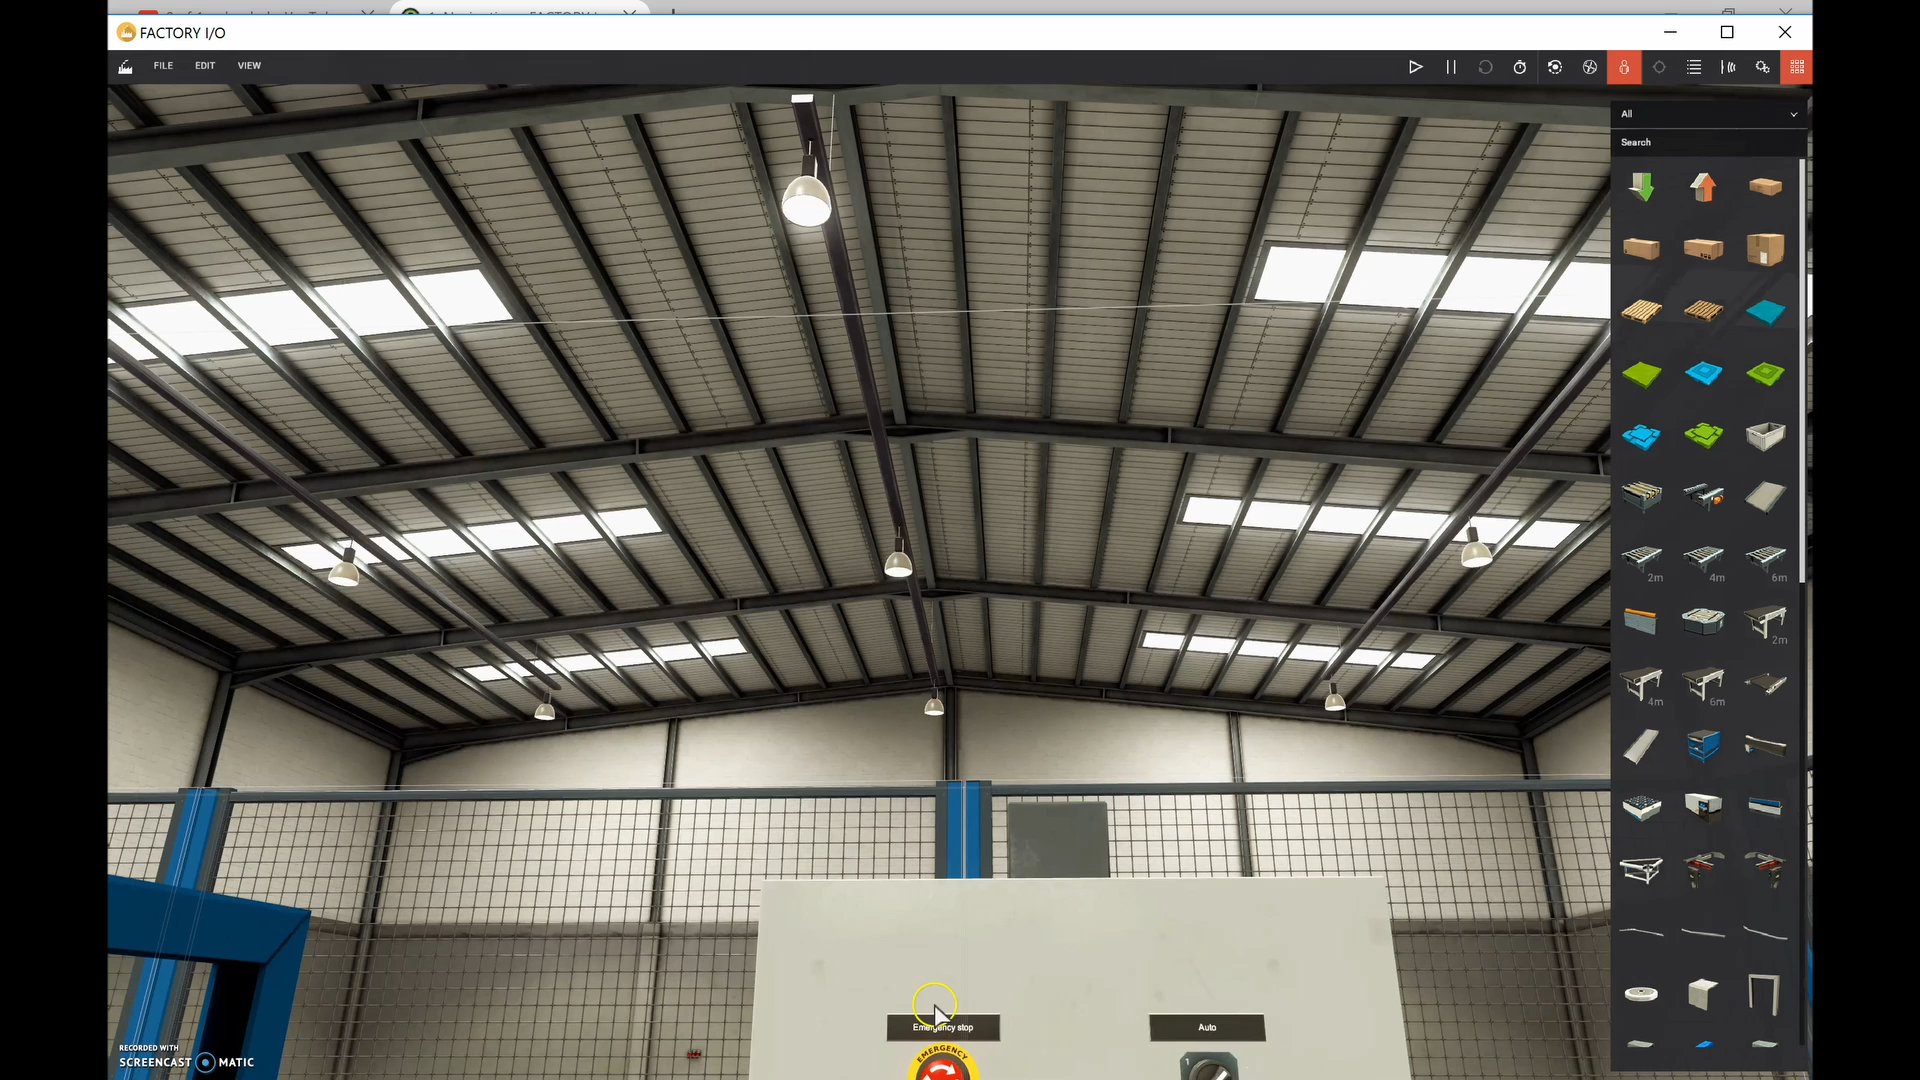 FACTORY I/O
FILE EDIT VIEW
All
Search
2m 4m 6m
2m
4m 6m
Emergency stop
Auto
EMERGENCY
RECORDED WITH
SCREENCAST MATIC